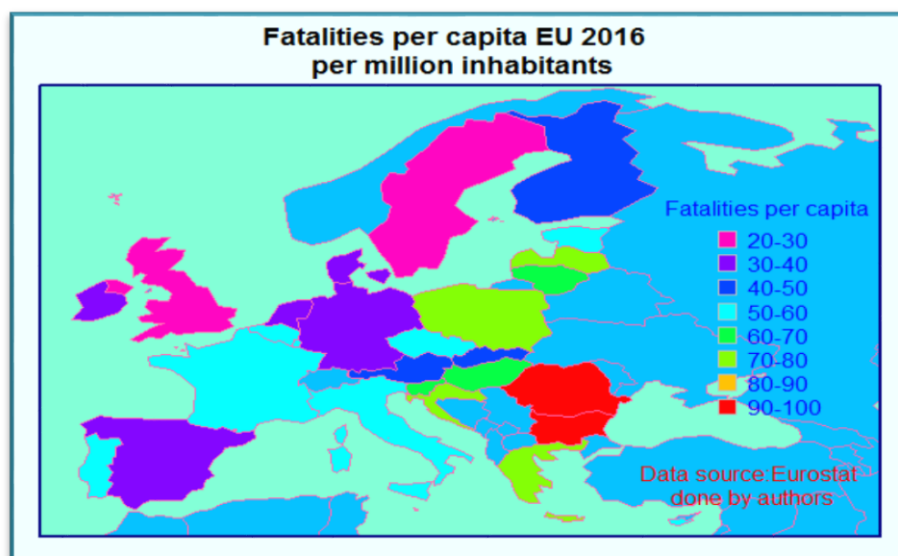 Fatalities per capita EU 2016
per million inhabitants
Fatalities per capita
20-30
30-40
40-50
50-60
60-70
70-80
80-90
90-100
Data source:Eurostat
done by authors